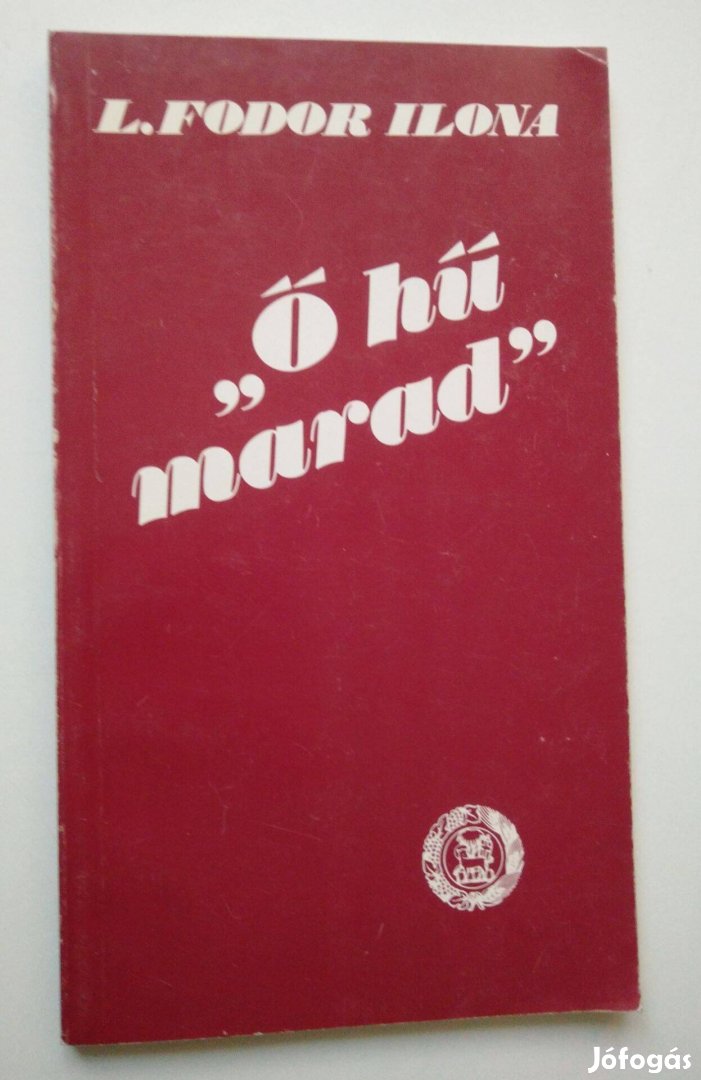 L. FODOR ILONA
„Ő hű
marad”
Jófogás